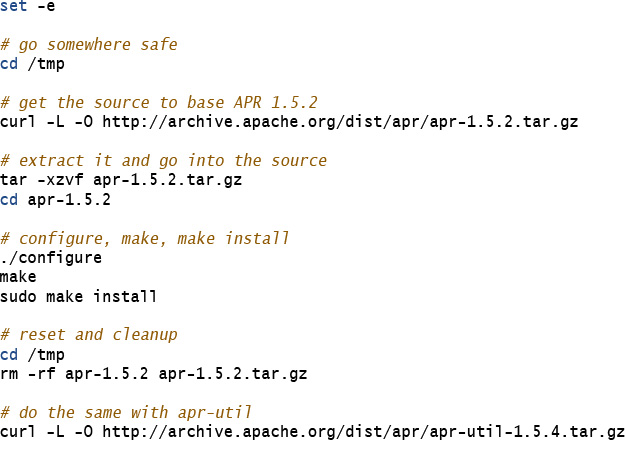 set -e
# go somewhere safe
cd /tmp
# get the source to base APR 1.5.2
curl -L -O http://archive.apache.org/dist/apr/apr-1.5.2.tar.gz
# extract it and go into the source
tar -xzvf apr-1.5.2.tar.gz
cd apr-1.5.2
# configure, make, make install
./configure
make
sudo make install
# reset and cleanup
cd /tmp
rm -rf apr-1.5.2 apr-1.5.2.tar.gz
# do the same with apr-util
curl -L -O http://archive.apache.org/dist/apr/apr-util-1.5.4.tar.gz